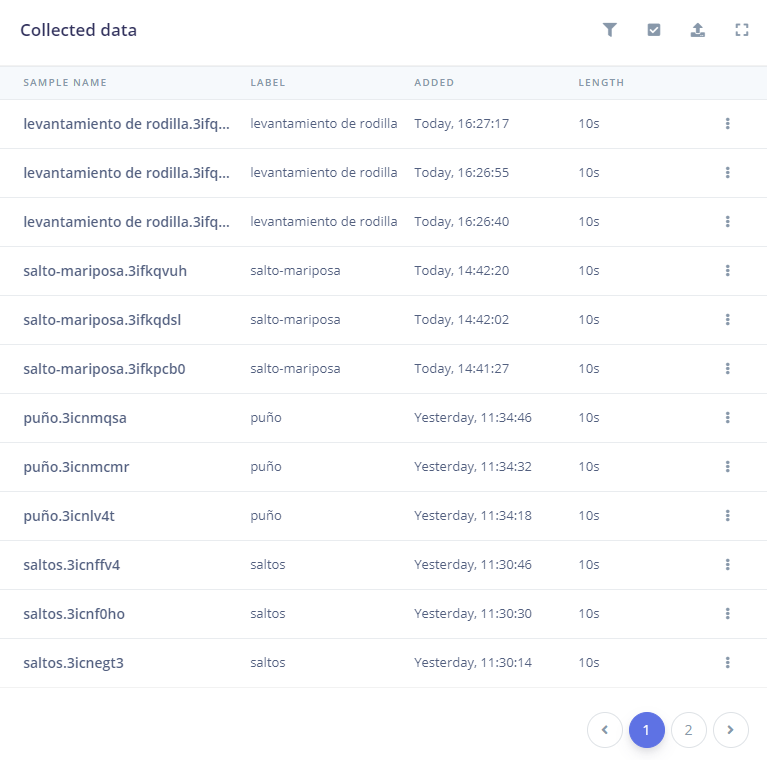 Collected data
SAMPLE NAME LABEL ADDED LENGTH
levantamiento de rodilla.3ifq... levantamiento de rodilla Today, 16:27:17 10s
levantamiento de rodilla.3ifq... levantamiento de rodilla Today, 16:26:55 10s
levantamiento de rodilla.3ifq... levantamiento de rodilla Today, 16:26:40 10s
salto-mariposa.3ifkqvuh salto-mariposa Today, 14:42:20 10s
salto-mariposa.3ifkqdsl salto-mariposa Today, 14:42:02 10s
salto-mariposa.3ifkpcb0 salto-mariposa Today, 14:41:27 10s
puño.3icnmqsa puño Yesterday, 11:34:46 10s
puño.3icnmcmr puño Yesterday, 11:34:32 10s
puño.3icnlv4t puño Yesterday, 11:34:18 10s
saltos.3icnffv4 saltos Yesterday, 11:30:46 10s
saltos.3icnf0ho saltos Yesterday, 11:30:30 10s
saltos.3icnegt3 saltos Yesterday, 11:30:14 10s
1 2